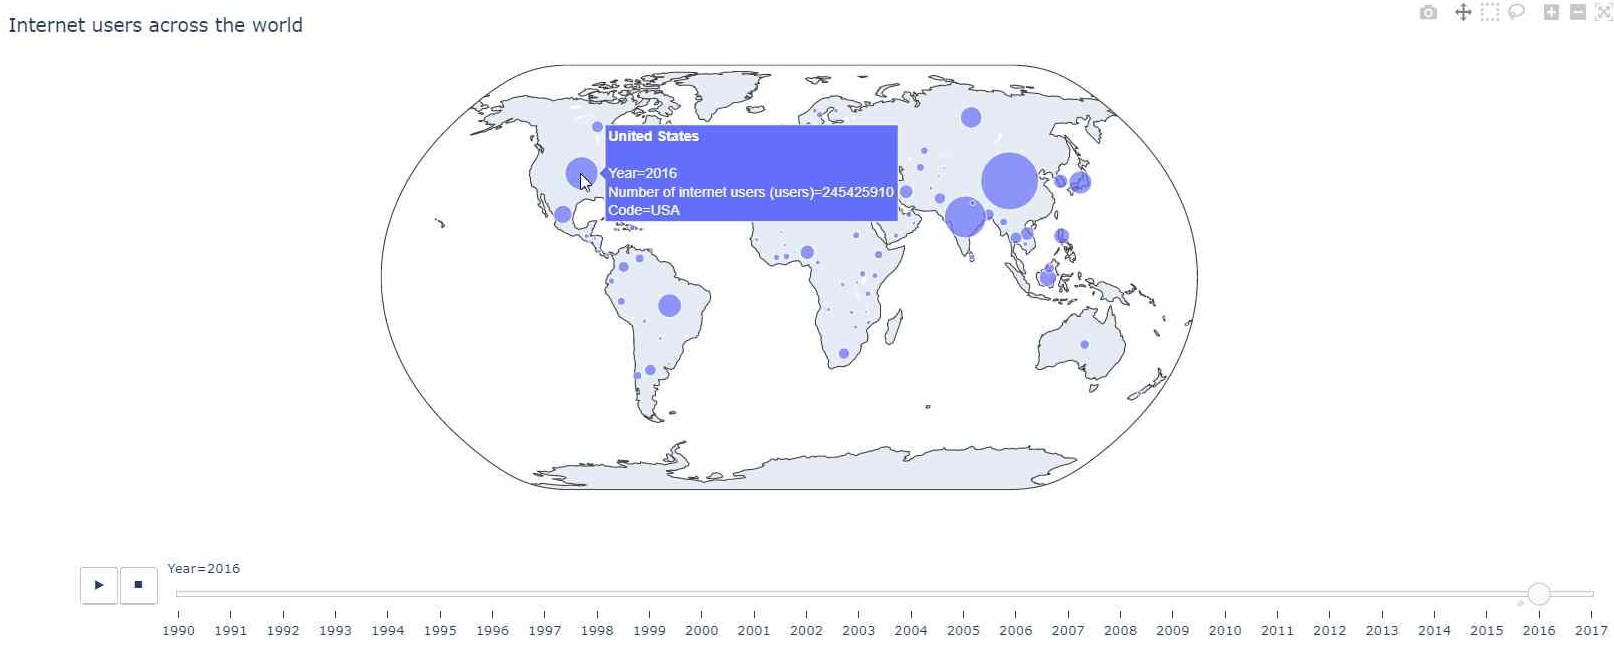 Internet users across the world
United States
Year=2016
Number of internet users (users)=245425910
Code=USA
Year=2016
1990 1991 1992 1993 1994 1995 1996 1997 1998 1999 2000 2001 2002 2003 2004 2005 2006 2007 2008 2009 2010 2011 2012 2013 2014 2015 2016 2017